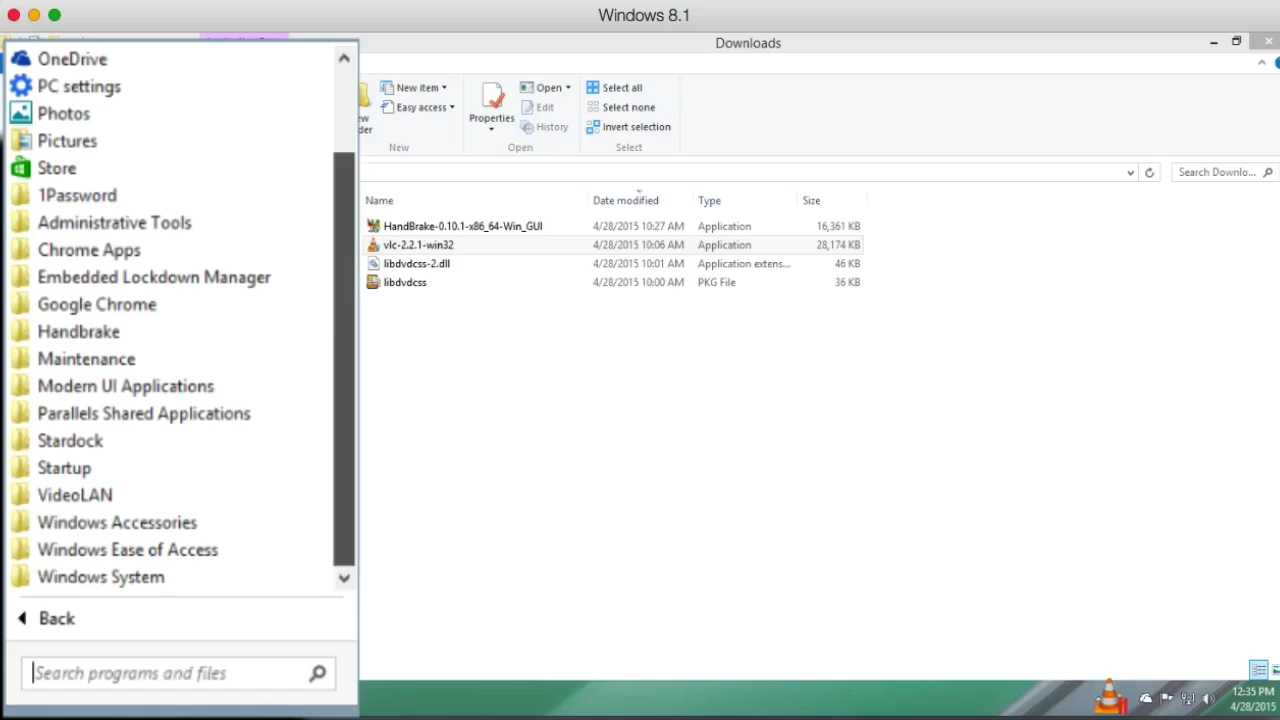 Windows 8.1
Downloads
OneDrive
PC settings
Photos
Pictures
Store
1Password
Administrative Tools
Chrome Apps
Embedded Lockdown Manager
Google Chrome
Handbrake
Maintenance
Modern UI Applications
Parallels Shared Applications
Stardock
Startup
VideoLAN
Windows Accessories
Windows Ease of Access
Windows System
Back
Search programs and files
New item
Easy access
New
Properties
Open
Edit
History
Open
Select all
Select none
Invert selection
Select
Search Downlo...
Name Date modified Type Size
HandBrake-0.10.1-x86_64-Win_GUI 4/28/2015 10:27 AM Application 16,361 KB
vlc-2.2.1-win32 4/28/2015 10:06 AM Application 28,174 KB
libdvdcss-2.dll 4/28/2015 10:01 AM Application extens... 46 KB
libdvdcss 4/28/2015 10:00 AM PKG File 36 KB
12:35 PM
4/28/2015